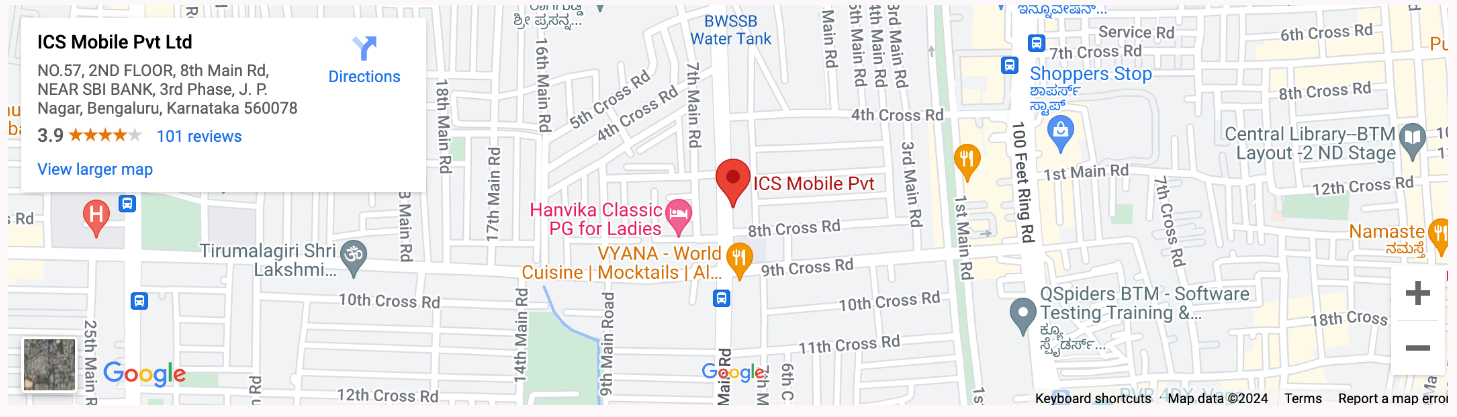 ICS Mobile Pvt Ltd
NO.57, 2ND FLOOR, 8th Main Rd,
NEAR SBI BANK, 3rd Phase, J. P.
Nagar, Bengaluru, Karnataka 560078
Directions
3.9
101 reviews
View larger map
ಶ್ರೀ ಪ್ರಸನ್ನ...
BWSSB
Water Tank
3rd Main Rd
ಇನ್ನೋವೇಷನ್...
Service Rd
7th Cross Rd
6th Cross Rd
Shoppers Stop
ಶಾಪರ್ಸ್
ಸ್ಟಾಪ್
8th Cross Rd
16th Main Rd
18th Main Rd
7th Main Rd
5th Cross Rd
4th Cross Rd
4th Cross Rd
3rd Main Rd
100 Feet Ring Rd
Central Library--BTM
Layout -2 ND Stage
1st Main Rd
12th Cross Rd
7th Cross Rd
ICS Mobile Pvt
17th Main Rd
B Main Rd
s Rd
H
Hanvika Classic
PG for Ladies
8th Cross Rd
1st Main Rd
Namaste
ನಮಸ್ತೆ
Tirumalagiri Shri
Lakshmi...
VYANA - World
Cuisine | Mocktails | Al...
9th Cross Rd
10th Cross Rd
10th Cross Rd
14th Main Rd
9th Main Road
QSpiders BTM - Software
Testing Training &...
ಕ್ಯೂ
ಸ್ಪೈಡರ್ಸ್...
18th Cross Rd
25th Main R
11th Cross Rd
Google
Google
Main Rd
12th Cross Rd
12th Cross Rd
Keyboard shortcuts
Map data ©2024
Terms
Report a map error